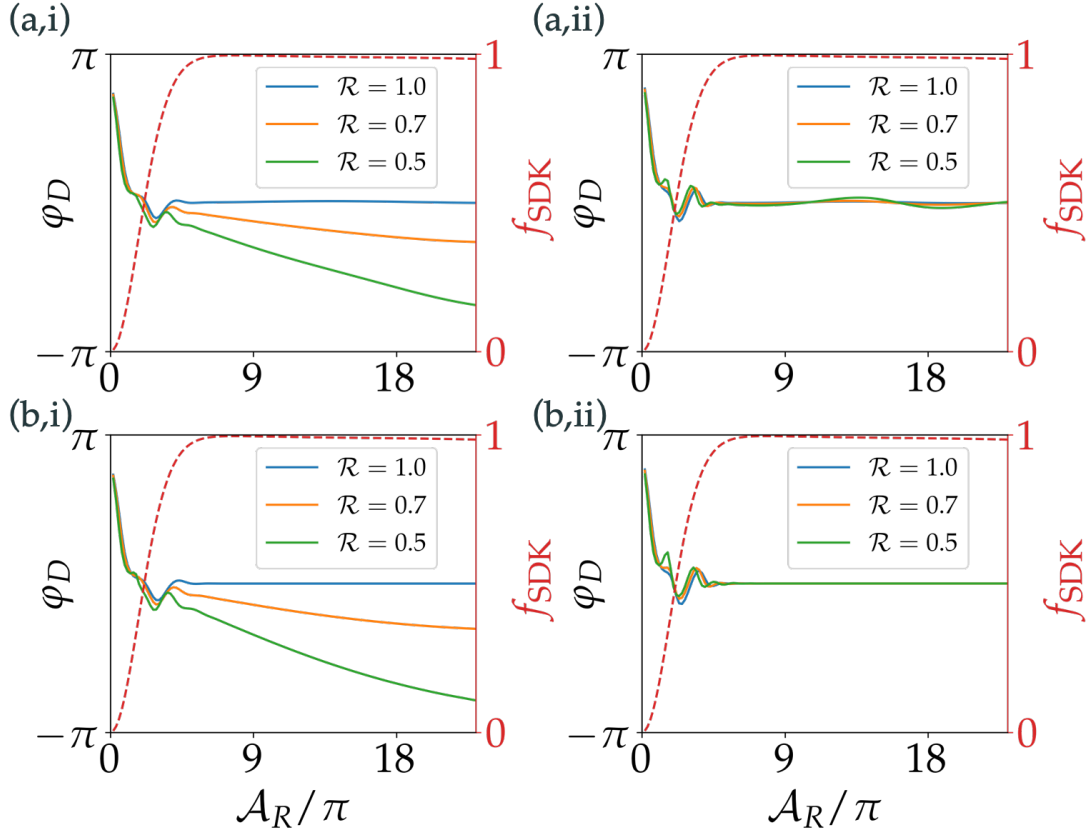 (a,i)
π
φ_D
−π
ℛ = 1.0
ℛ = 0.7
ℛ = 0.5
1
f_SDK
0
0 9 18
(a,ii)
π
φ_D
−π
ℛ = 1.0
ℛ = 0.7
ℛ = 0.5
1
f_SDK
0
0 9 18
(b,i)
π
φ_D
−π
ℛ = 1.0
ℛ = 0.7
ℛ = 0.5
1
f_SDK
0
0 9 18
𝒜_R/π
(b,ii)
π
φ_D
−π
ℛ = 1.0
ℛ = 0.7
ℛ = 0.5
1
f_SDK
0
0 9 18
𝒜_R/π